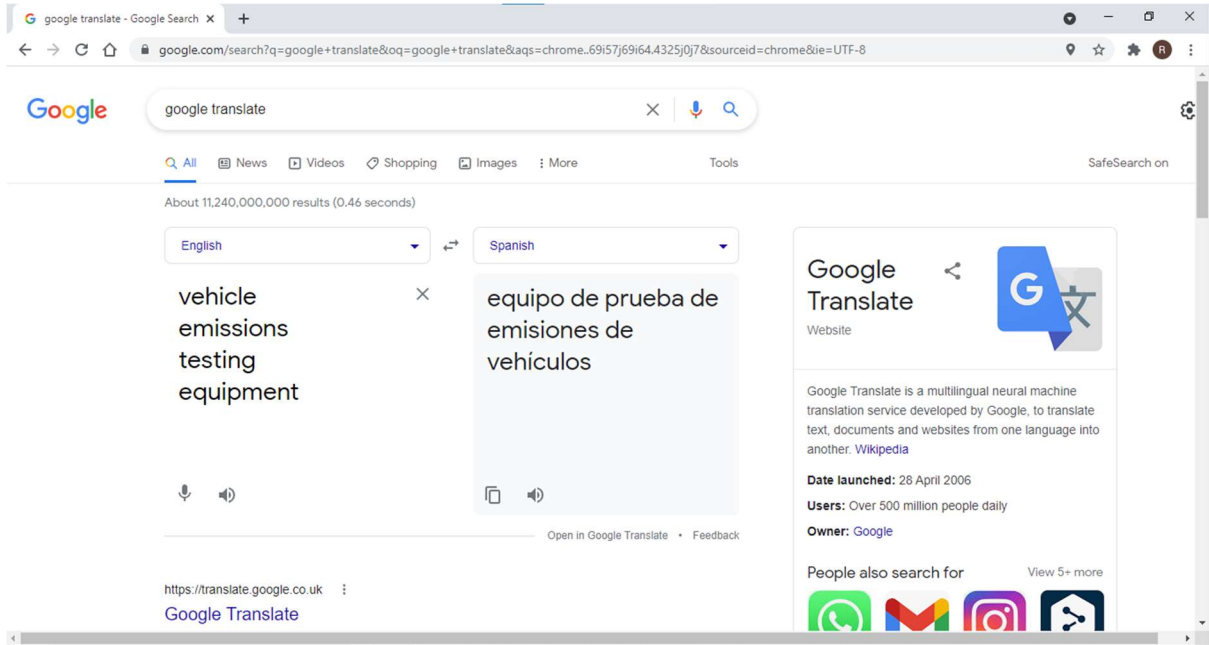 google translate - Google Search
google.com/search?q=google+translate&oq=google+translate&aqs=chrome..69i57j69i64.4325j0j7&sourceid=chrome&ie=UTF-8
R
Google
google translate
All News Videos Shopping Images More Tools SafeSearch on
About 11,240,000,000 results (0.46 seconds)
English Spanish
vehicle
emissions
testing
equipment
equipo de prueba de
emisiones de
vehículos
Open in Google Translate • Feedback
https://translate.google.co.uk
Google Translate
Google
Translate
Website
G 文
Google Translate is a multilingual neural machine
translation service developed by Google, to translate
text, documents and websites from one language into
another. Wikipedia
Date launched: 28 April 2006
Users: Over 500 million people daily
Owner: Google
People also search for View 5+ more